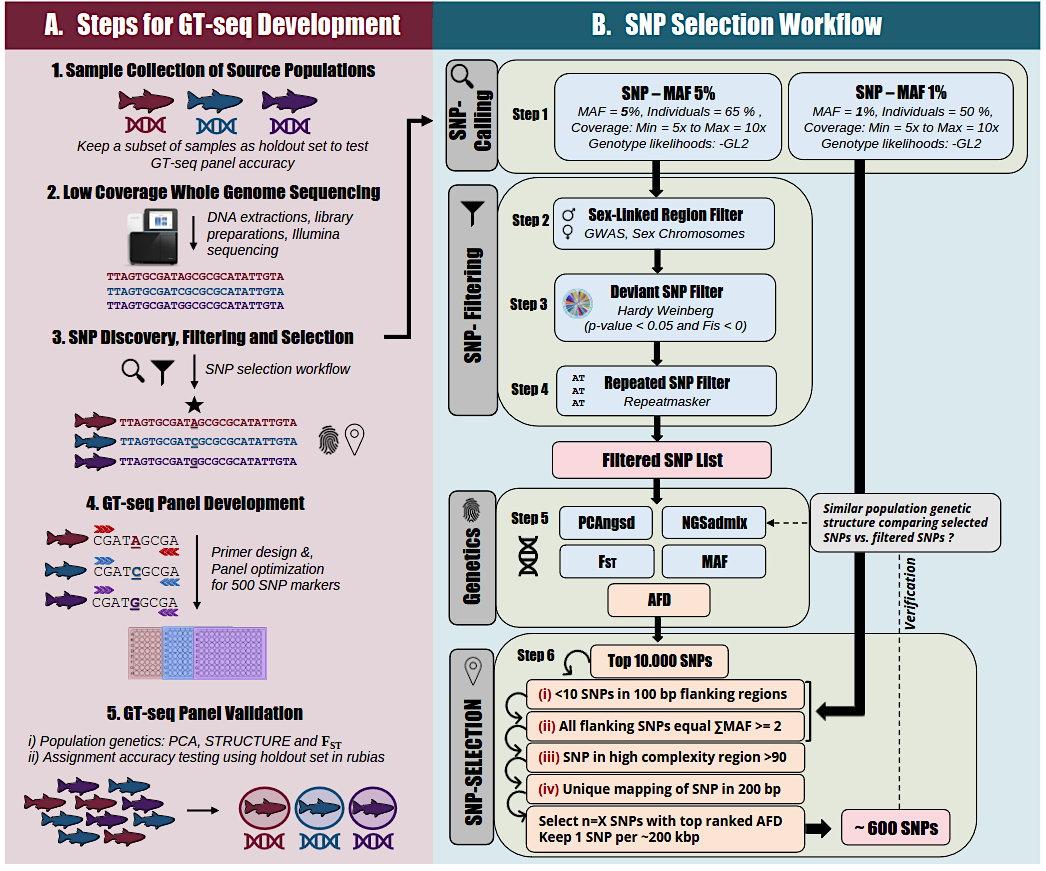 A. Steps for GT-seq Development
1. Sample Collection of Source Populations
Keep a subset of samples as holdout set to test
GT-seq panel accuracy
2. Low Coverage Whole Genome Sequencing
DNA extractions, library
preparations, Illumina
sequencing
TTAGTGCGATAGCGCGCATATTGTA
TTAGTGCGATCGCGCGCATATTGTA
TTAGTGCGATGGCGCGCATATTGTA
3. SNP Discovery, Filtering and Selection
SNP selection workflow
TTAGTGCGATAGCGCGCATATTGTA
TTAGTGCGATCGCGCGCATATTGTA
TTAGTGCGATGGCGCGCATATTGTA
4. GT-seq Panel Development
CGATAGCGA
CGATCGCGA
CGATGGCGA
Primer design &,
Panel optimization
for 500 SNP markers
5. GT-seq Panel Validation
i) Population genetics: PCA, STRUCTURE and FST
ii) Assignment accuracy testing using holdout set in rubias
B. SNP Selection Workflow
SNP-
Calling
Step 1
SNP – MAF 5%
MAF = 5%, Individuals = 65 % ,
Coverage: Min = 5x to Max = 10x
Genotype likelihoods: -GL2
SNP – MAF 1%
MAF = 1%, Individuals = 50 %,
Coverage: Min = 5x to Max = 10x
Genotype likelihoods: -GL2
SNP- Filtering
Step 2
Sex-Linked Region Filter
GWAS, Sex Chromosomes
Step 3
Deviant SNP Filter
Hardy Weinberg
(p-value < 0.05 and Fis < 0)
Step 4
AT
AT
AT
Repeated SNP Filter
Repeatmasker
Filtered SNP List
Genetics
Step 5
PCAngsd
NGSadmix
FST
MAF
AFD
Similar population genetic
structure comparing selected
SNPs vs. filtered SNPs ?
Verification
SNP-SELECTION
Step 6
Top 10.000 SNPs
(i) <10 SNPs in 100 bp flanking regions
(ii) All flanking SNPs equal ∑MAF >= 2
(iii) SNP in high complexity region >90
(iv) Unique mapping of SNP in 200 bp
Select n=X SNPs with top ranked AFD
Keep 1 SNP per ~200 kbp
~ 600 SNPs